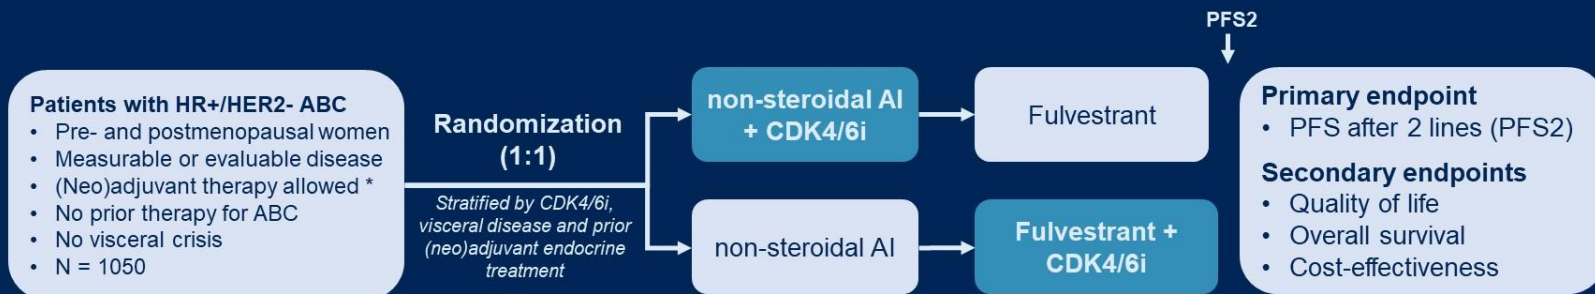 PFS2
Patients with HR+/HER2- ABC
• Pre- and postmenopausal women
• Measurable or evaluable disease
• (Neo)adjuvant therapy allowed *
• No prior therapy for ABC
• No visceral crisis
• N = 1050
Randomization
(1:1)
Stratified by CDK4/6i,
visceral disease and prior
(neo)adjuvant endocrine
treatment
non-steroidal AI
+ CDK4/6i
Fulvestrant
non-steroidal AI
Fulvestrant +
CDK4/6i
Primary endpoint
• PFS after 2 lines (PFS2)
Secondary endpoints
• Quality of life
• Overall survival
• Cost-effectiveness